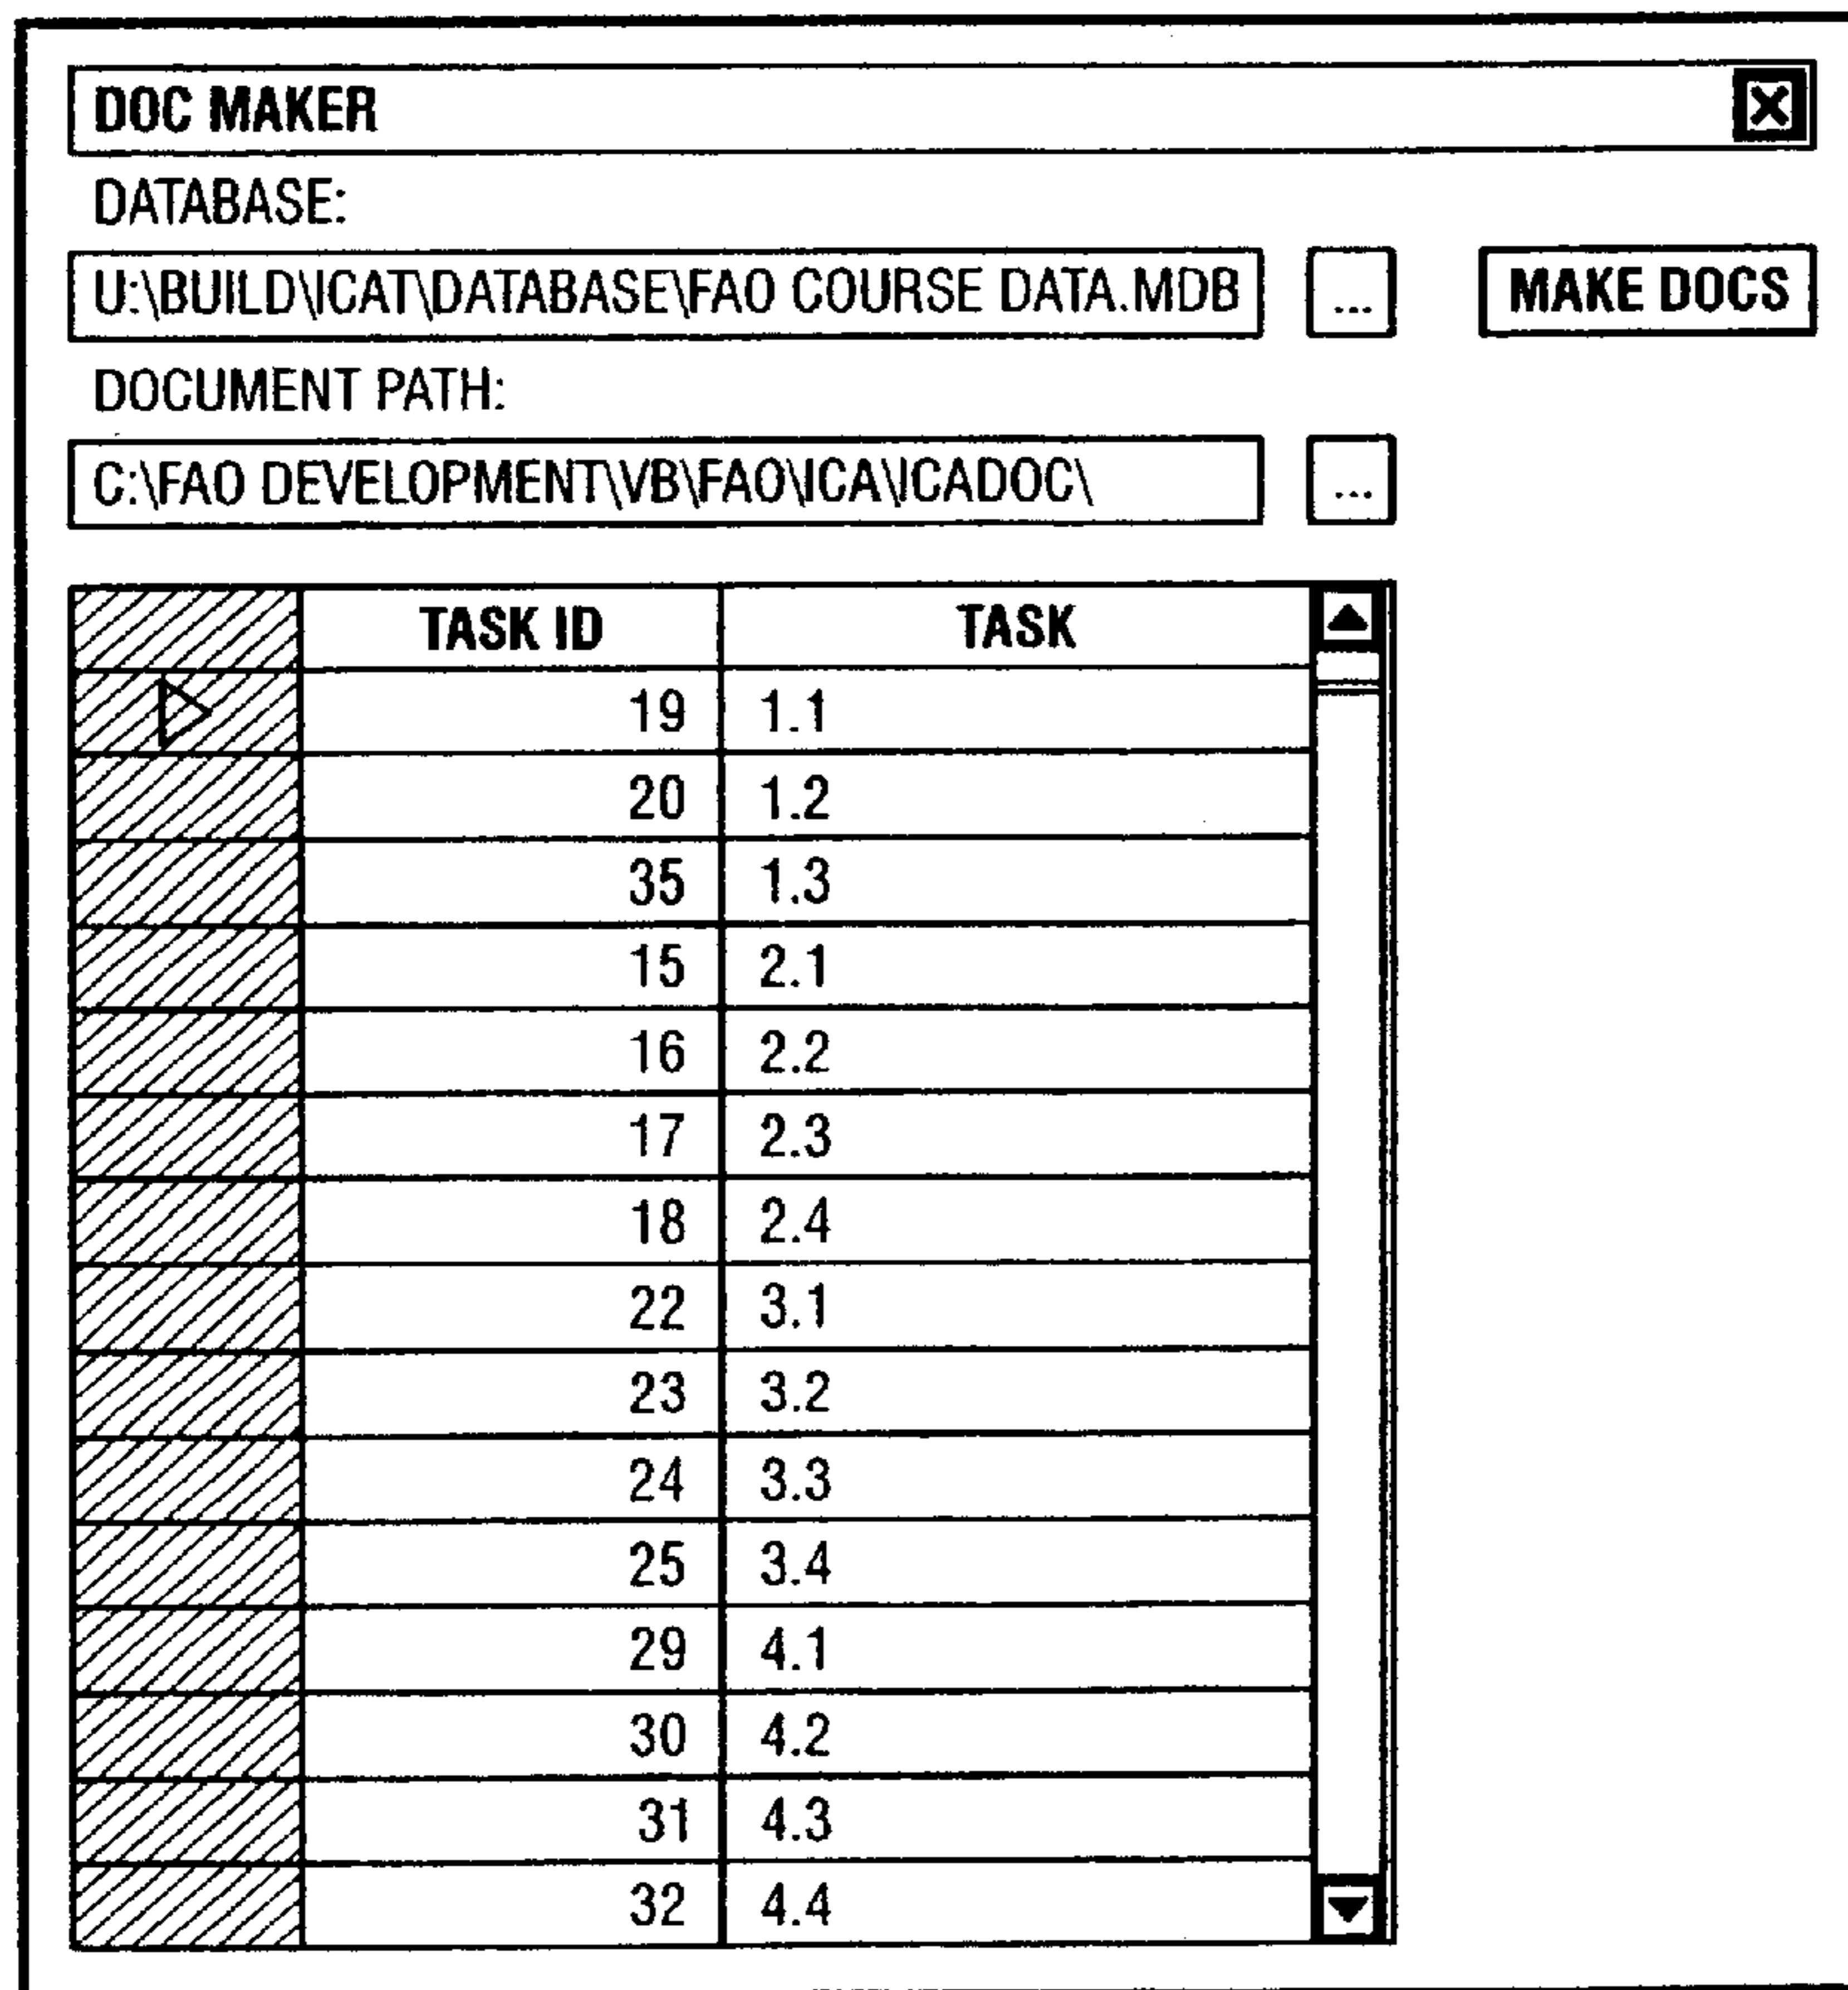 DOC MAKER
DATABASE:
U:\BUILD\ICAT\DATABASE\FAO COURSE DATA.MDB ... MAKE DOCS
DOCUMENT PATH:
C:\FAO DEVELOPMENT\VB\FAO\ICA\ICADOC\ ...
TASK ID TASK
19 1.1
20 1.2
35 1.3
15 2.1
16 2.2
17 2.3
18 2.4
22 3.1
23 3.2
24 3.3
25 3.4
29 4.1
30 4.2
31 4.3
32 4.4